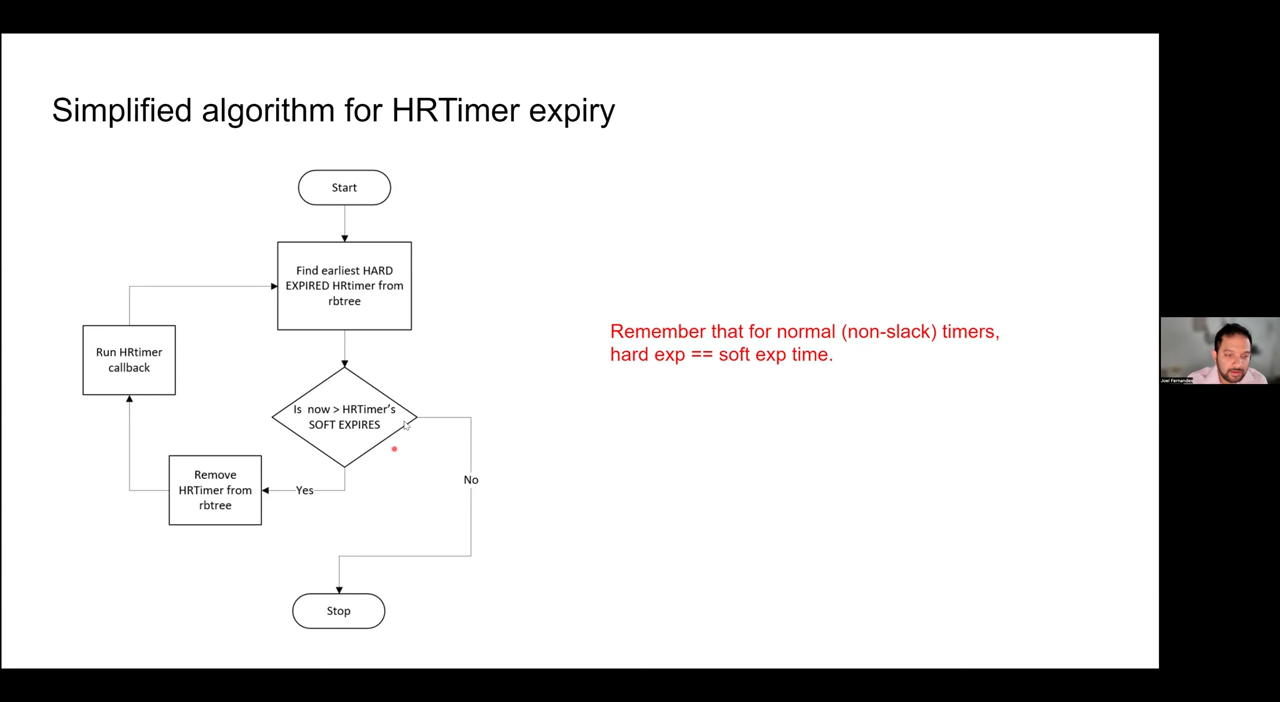 Simplified algorithm for HRTimer expiry
Start
Find earliest HARD
EXPIRED HRtimer from
rbtree
Run HRtimer
callback
Is now > HRTimer's
SOFT EXPIRES
Remove
HRTimer from
rbtree
Yes
No
Stop
Remember that for normal (non-slack) timers,
hard exp == soft exp time.
Joel Fernandes